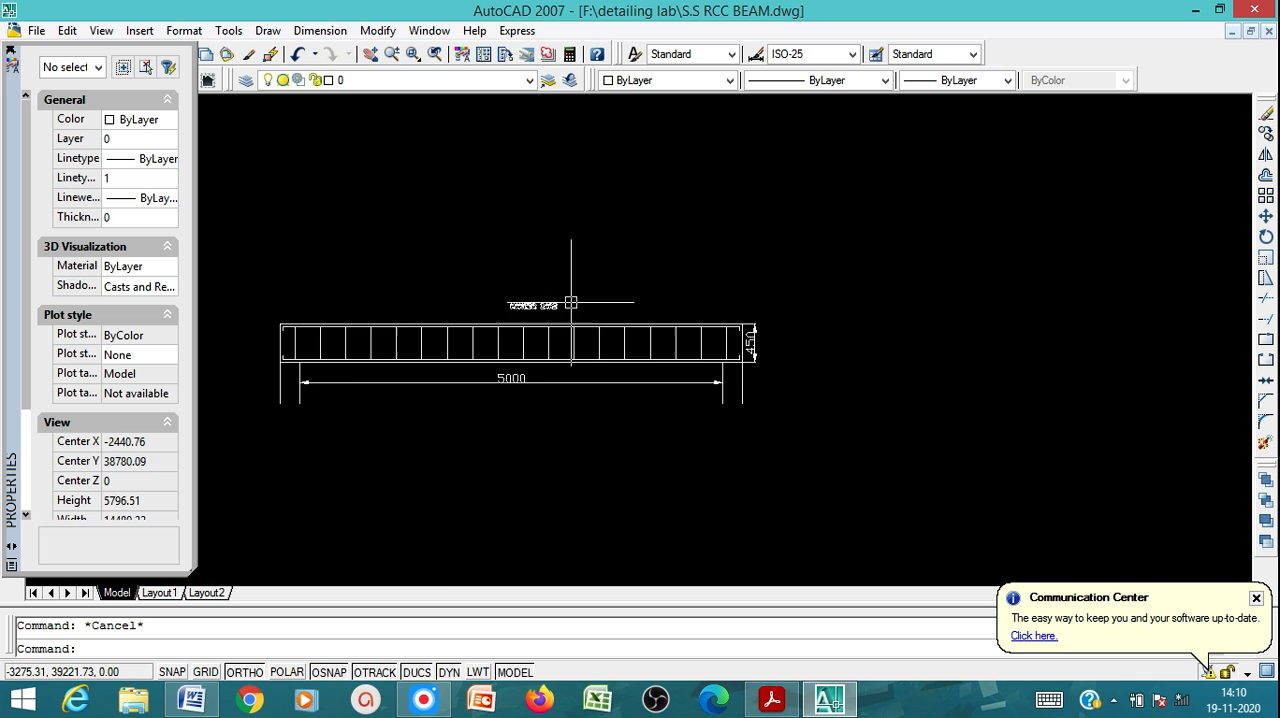 AutoCAD 2007 - [F:\detailing lab\S.S RCC BEAM.dwg]
File Edit View Insert Format Tools Draw Dimension Modify Window Help Express
No select Standard ISO-25 Standard
0 ByLayer ByLayer ByLayer ByColor
General
Color ByLayer
Layer 0
Linetype ByLayer
Linety... 1
Linewe... ByLay...
Thickn... 0
3D Visualization
Material ByLayer
Shado... Casts and Re...
Plot style
Plot st... ByColor
Plot st... None
Plot ta... Model
Plot ta... Not available
View
Center X -2440.76
Center Y 38780.09
Center Z 0
Height 5796.51
Width 14480.22
PROPERTIES
450
5000
Model Layout1 Layout2
Command: *Cancel*
Command:
Communication Center
The easy way to keep you and your software up-to-date.
Click here.
-3275.31, 39221.73, 0.00 SNAP GRID ORTHO POLAR OSNAP OTRACK DUCS DYN LWT MODEL
14:10
19-11-2020